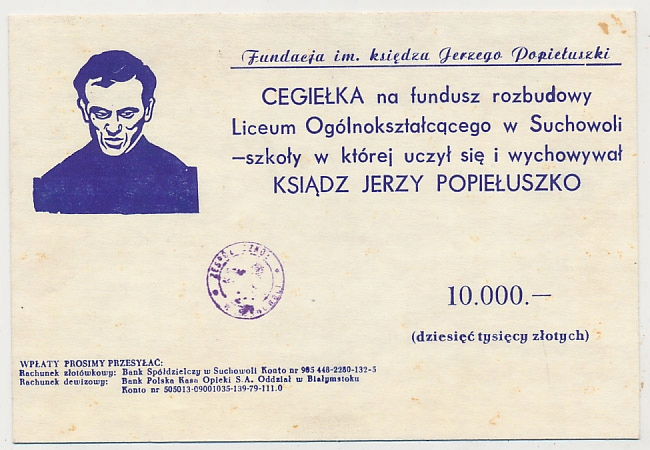 Fundacja im. księdza Jerzego Popiełuszki
CEGIEŁKA na fundusz rozbudowy
Liceum Ogólnokształcącego w Suchowoli
—szkoły w której uczył się i wychowywał
KSIĄDZ JERZY POPIEŁUSZKO
ZESPÓŁ SZKÓŁ
10.000.—
(dziesięć tysięcy złotych)
WPŁATY PROSIMY PRZESYŁAĆ:
Rachunek złotówkowy: Bank Spółdzielczy w Suchowoli Konto nr 985 448-2280-132-5
Rachunek dewizowy: Bank Polska Kasa Opieki S.A. Oddział w Białymstoku
Konto nr 505013-09001035-139-79-111.0